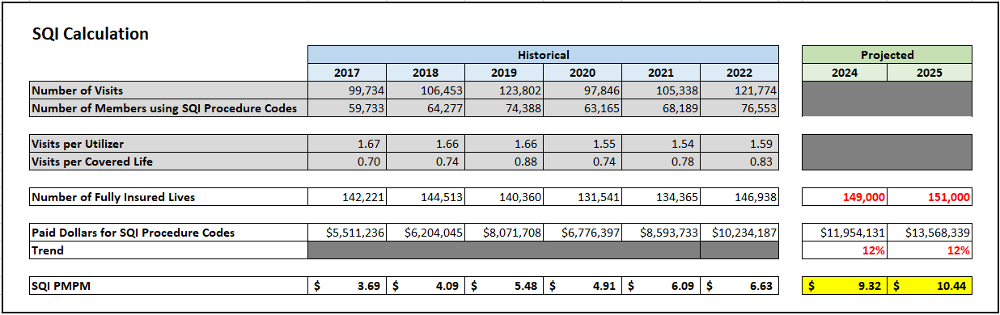 SQI Calculation
Historical Projected
2017 2018 2019 2020 2021 2022 2024 2025
Number of Visits 99,734 106,453 123,802 97,846 105,338 121,774
Number of Members using SQI Procedure Codes 59,733 64,277 74,388 63,165 68,189 76,553
Visits per Utilizer 1.67 1.66 1.66 1.55 1.54 1.59
Visits per Covered Life 0.70 0.74 0.88 0.74 0.78 0.83
Number of Fully Insured Lives 142,221 144,513 140,360 131,541 134,365 146,938 149,000 151,000
Paid Dollars for SQI Procedure Codes $5,511,236 $6,204,045 $8,071,708 $6,776,397 $8,593,733 $10,234,187 $11,954,131 $13,568,339
Trend 12% 12%
SQI PMPM $ 3.69 $ 4.09 $ 5.48 $ 4.91 $ 6.09 $ 6.63 $ 9.32 $ 10.44